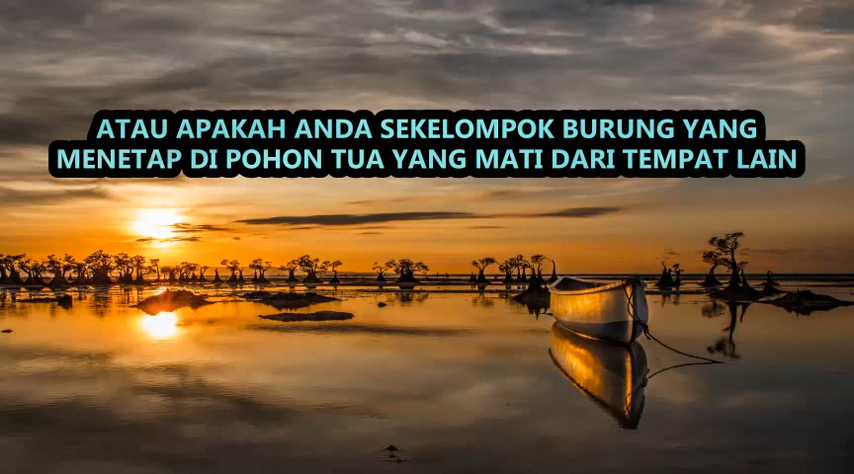 ATAU APAKAH ANDA SEKELOMPOK BURUNG YANG
MENETAP DI POHON TUA YANG MATI DARI TEMPAT LAIN